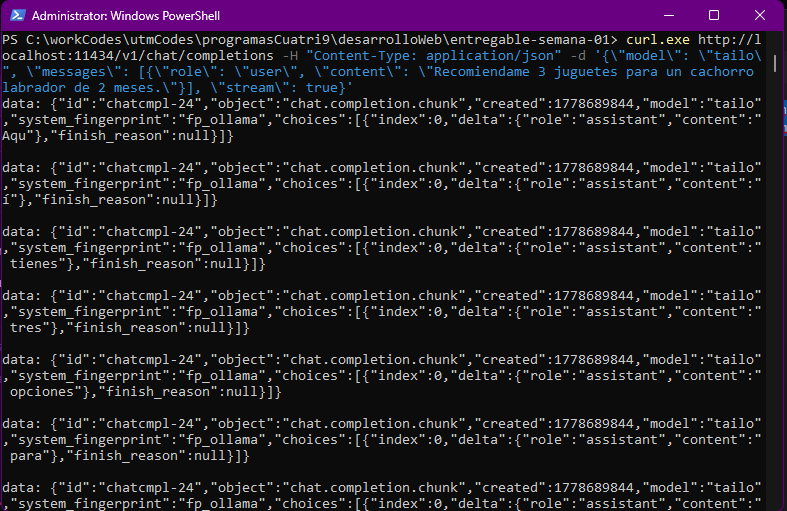 Administrator: Windows PowerShell
PS C:\workCodes\utmCodes\programasCuatri9\desarrolloWeb\entregable-semana-01> curl.exe http://l
ocalhost:11434/v1/chat/completions -H "Content-Type: application/json" -d '{\"model\": \"tailo\
", \"messages\": [{\"role\": \"user\", \"content\": \"Recomiendame 3 juguetes para un cachorro
labrador de 2 meses.\"}], \"stream\": true}'
data: {"id":"chatcmpl-24","object":"chat.completion.chunk","created":1778689844,"model":"tailo"
,"system_fingerprint":"fp_ollama","choices":[{"index":0,"delta":{"role":"assistant","content":"
Aqu"},"finish_reason":null}]}
data: {"id":"chatcmpl-24","object":"chat.completion.chunk","created":1778689844,"model":"tailo"
,"system_fingerprint":"fp_ollama","choices":[{"index":0,"delta":{"role":"assistant","content":"
í"},"finish_reason":null}]}
data: {"id":"chatcmpl-24","object":"chat.completion.chunk","created":1778689844,"model":"tailo"
,"system_fingerprint":"fp_ollama","choices":[{"index":0,"delta":{"role":"assistant","content":"
 tienes"},"finish_reason":null}]}
data: {"id":"chatcmpl-24","object":"chat.completion.chunk","created":1778689844,"model":"tailo"
,"system_fingerprint":"fp_ollama","choices":[{"index":0,"delta":{"role":"assistant","content":"
 tres"},"finish_reason":null}]}
data: {"id":"chatcmpl-24","object":"chat.completion.chunk","created":1778689844,"model":"tailo"
,"system_fingerprint":"fp_ollama","choices":[{"index":0,"delta":{"role":"assistant","content":"
 opciones"},"finish_reason":null}]}
data: {"id":"chatcmpl-24","object":"chat.completion.chunk","created":1778689844,"model":"tailo"
,"system_fingerprint":"fp_ollama","choices":[{"index":0,"delta":{"role":"assistant","content":"
 para"},"finish_reason":null}]}
data: {"id":"chatcmpl-24","object":"chat.completion.chunk","created":1778689844,"model":"tailo"
,"system_fingerprint":"fp_ollama","choices":[{"index":0,"delta":{"role":"assistant","content":"